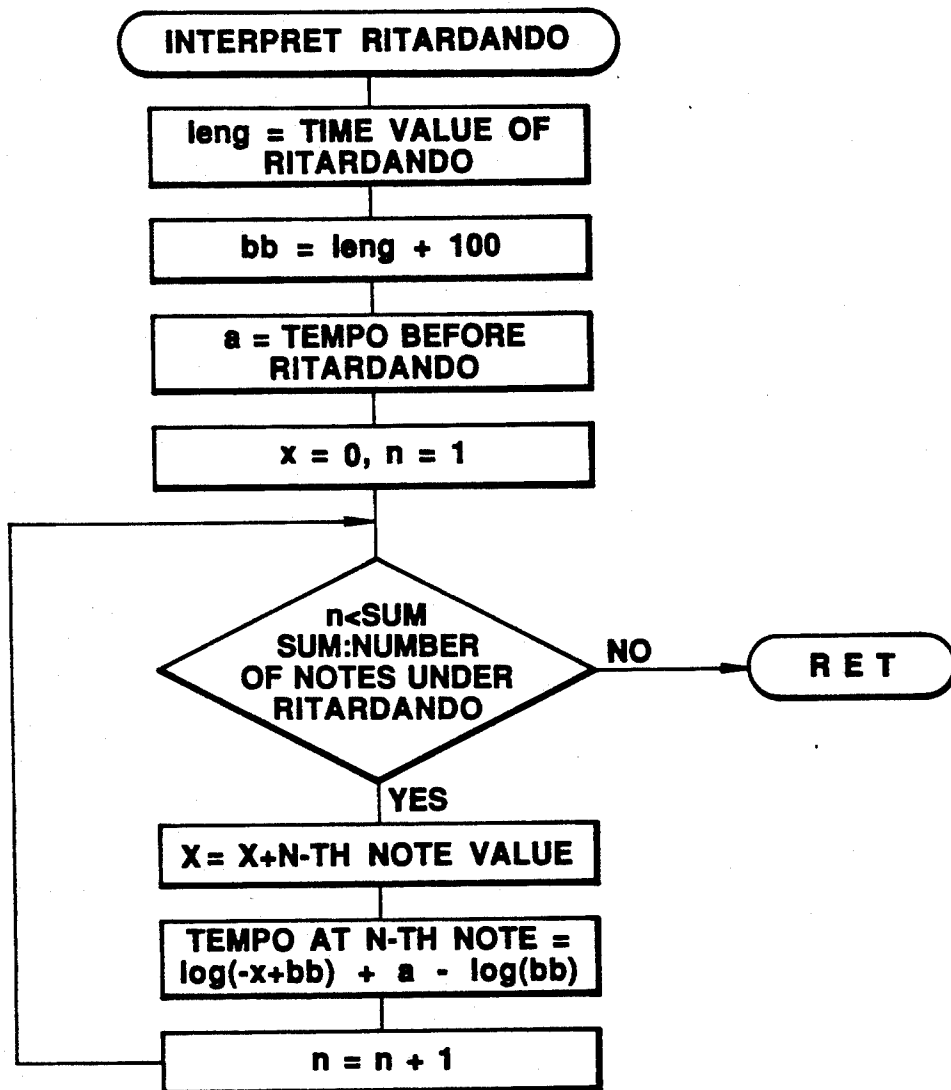 INTERPRET RITARDANDO
leng = TIME VALUE OF
RITARDANDO
bb = leng + 100
a = TEMPO BEFORE
RITARDANDO
x = 0, n = 1
n<SUM
SUM:NUMBER
OF NOTES UNDER
RITARDANDO
NO
R E T
YES
X = X+N-TH NOTE VALUE
TEMPO AT N-TH NOTE =
log(-x+bb) + a - log(bb)
n = n + 1